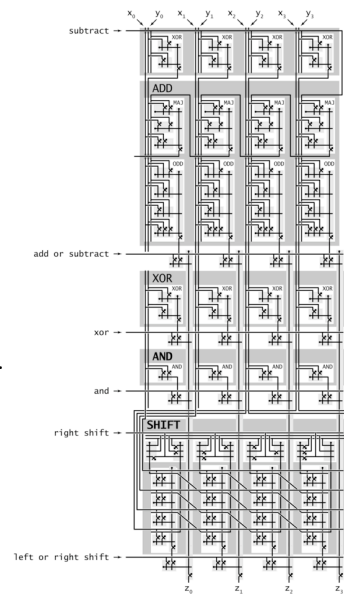 x₀ y₀ x₁ y₁ x₂ y₂ x₃ y₃
subtract →
XOR XOR XOR XOR
ADD
MAJ MAJ MAJ MAJ
ODD ODD ODD ODD
add or subtract →
XOR
XOR XOR XOR XOR
xor →
AND
AND AND AND AND
and →
SHIFT
right shift →
left or right shift →
z₀ z₁ z₂ z₃